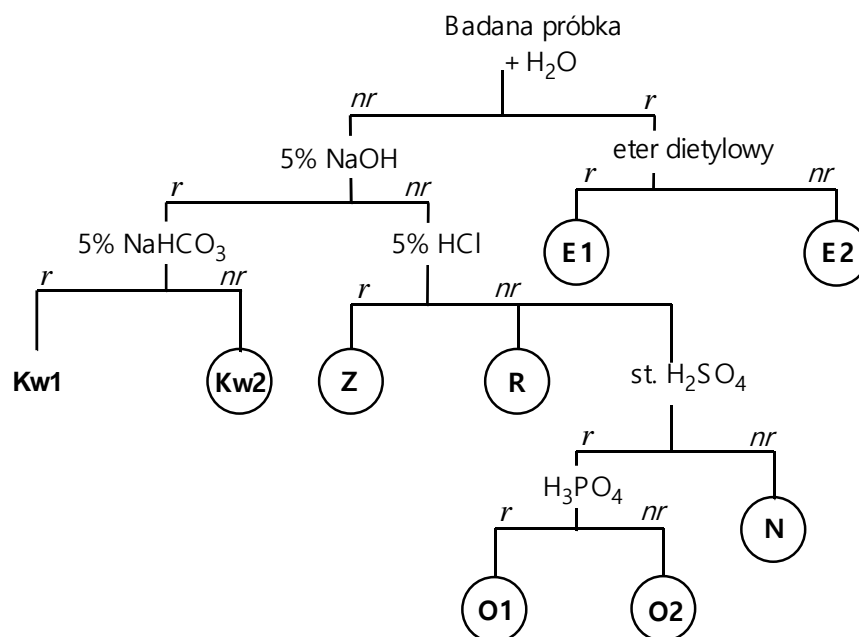 Badana próbka
+ H₂O
nr
r
5% NaOH
eter dietylowy
r
nr
r
nr
5% NaHCO₃
5% HCl
E1
E2
r
nr
r
nr
Kw1
Kw2
Z
R
st. H₂SO₄
r
nr
H₃PO₄
N
r
nr
O1
O2